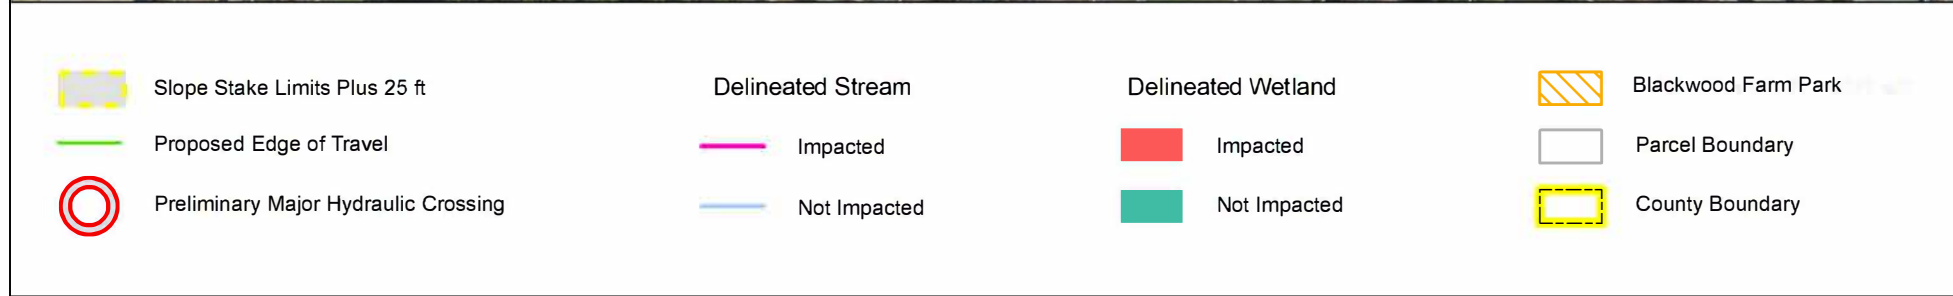 Slope Stake Limits Plus 25 ft
Proposed Edge of Travel
Preliminary Major Hydraulic Crossing
Delineated Stream
Impacted
Not Impacted
Delineated Wetland
Impacted
Not Impacted
Blackwood Farm Park
Parcel Boundary
County Boundary